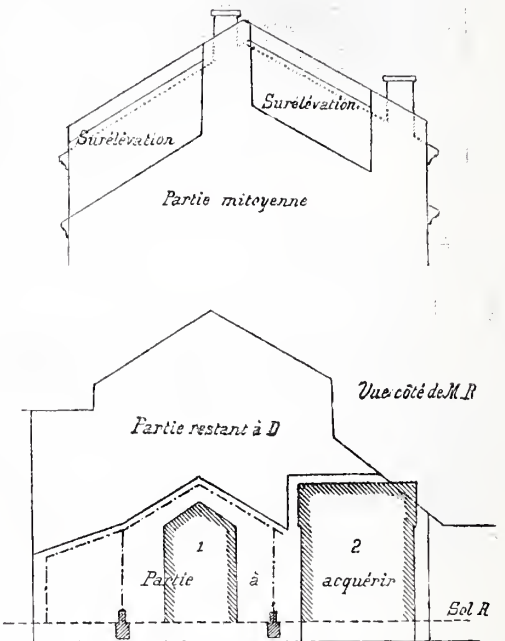 Surélévation
Surélévation
Partie mitoyenne
Vue côté de M. R
Partie restant à D
1
2
Partie à acquérir
Sol R